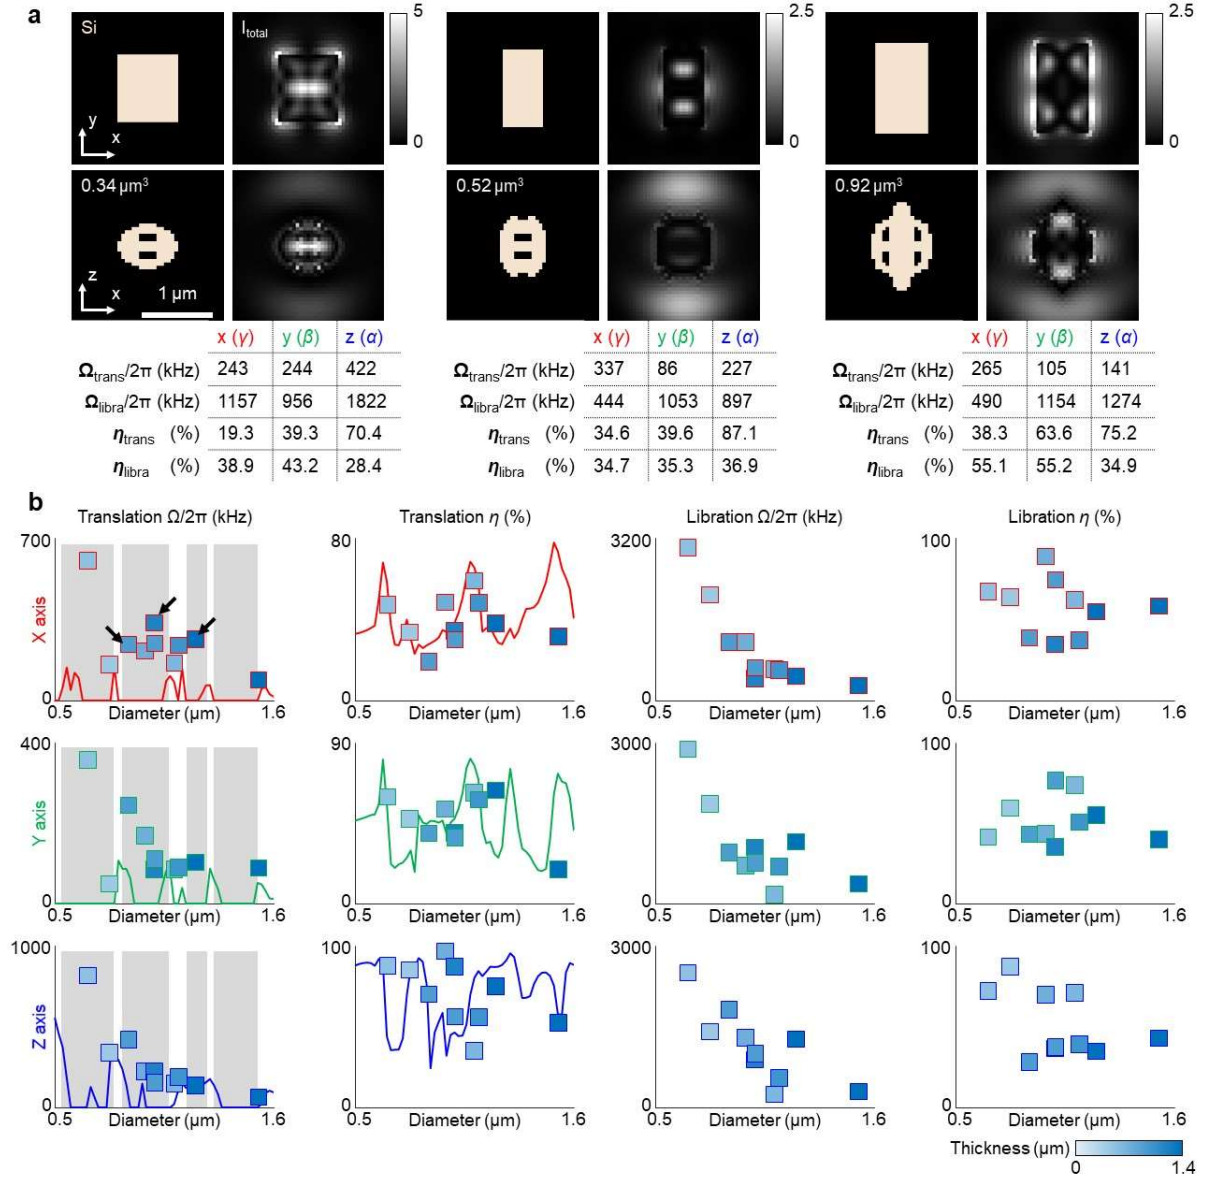 a
Si
I_total
5
0
2.5
0
2.5
0
y
x
0.34 μm³
z
x
1 μm
0.52 μm³
0.92 μm³
x (γ) y (β) z (α)
Ω_trans/2π (kHz) 243 244 422
Ω_libra/2π (kHz) 1157 956 1822
η_trans (%) 19.3 39.3 70.4
η_libra (%) 38.9 43.2 28.4
x (γ) y (β) z (α)
Ω_trans/2π (kHz) 337 86 227
Ω_libra/2π (kHz) 444 1053 897
η_trans (%) 34.6 39.6 87.1
η_libra (%) 34.7 35.3 36.9
x (γ) y (β) z (α)
Ω_trans/2π (kHz) 265 105 141
Ω_libra/2π (kHz) 490 1154 1274
η_trans (%) 38.3 63.6 75.2
η_libra (%) 55.1 55.2 34.9
b
Translation Ω/2π (kHz)
Translation η (%)
Libration Ω/2π (kHz)
Libration η (%)
700
X axis
0
0.5 Diameter (μm) 1.6
80
0
0.5 Diameter (μm) 1.6
3200
0
0.5 Diameter (μm) 1.6
100
0
0.5 Diameter (μm) 1.6
400
Y axis
0
0.5 Diameter (μm) 1.6
90
0
0.5 Diameter (μm) 1.6
3000
0
0.5 Diameter (μm) 1.6
100
0
0.5 Diameter (μm) 1.6
1000
Z axis
0
0.5 Diameter (μm) 1.6
100
0
0.5 Diameter (μm) 1.6
3000
0
0.5 Diameter (μm) 1.6
100
0
0.5 Diameter (μm) 1.6
Thickness (μm)
0 1.4